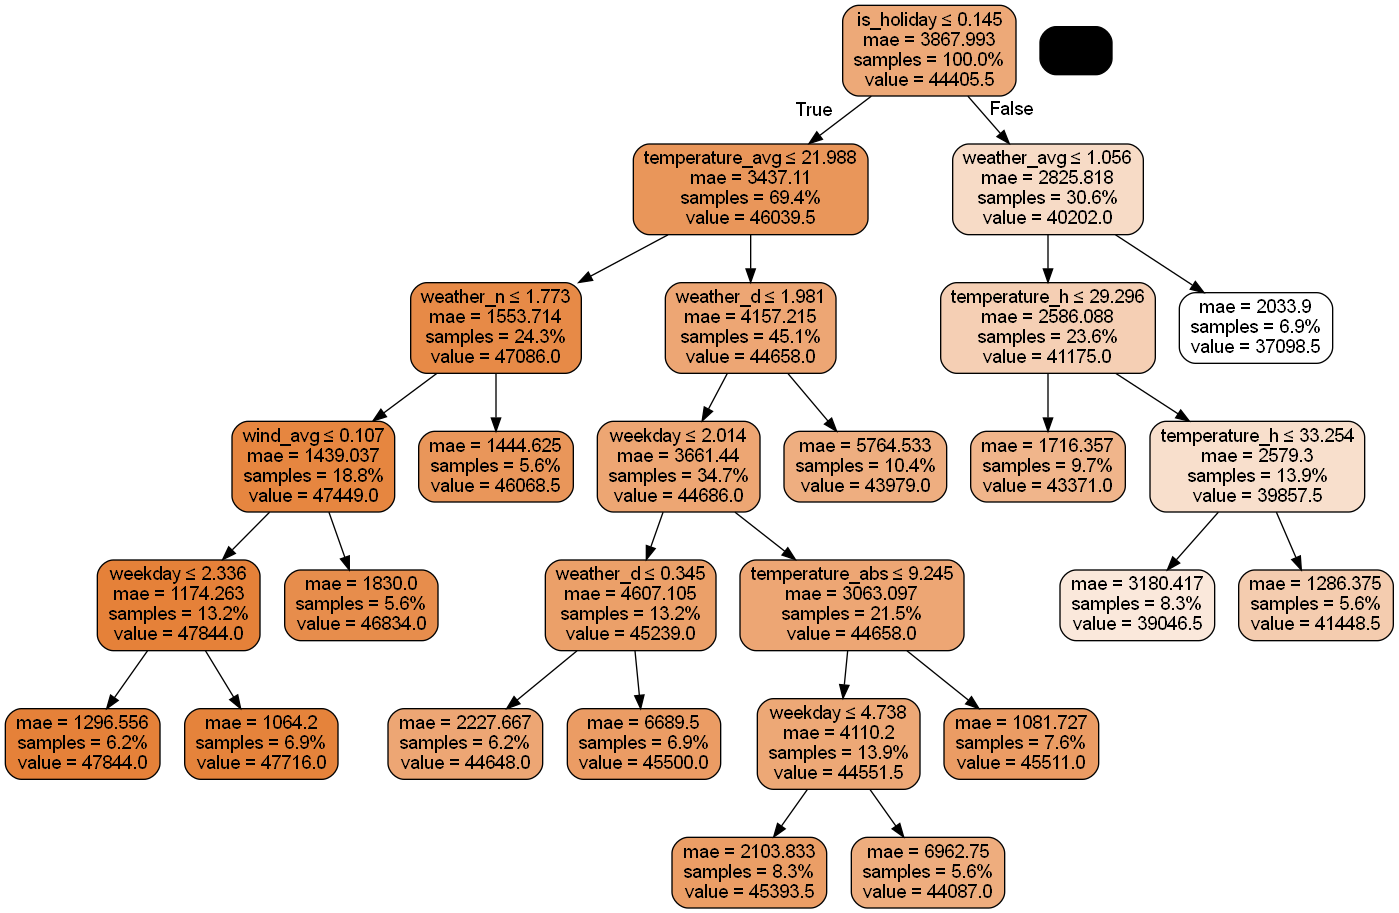 is_holiday ≤ 0.145
mae = 3867.993
samples = 100.0%
value = 44405.5
True
False
temperature_avg ≤ 21.988
mae = 3437.11
samples = 69.4%
value = 46039.5
weather_avg ≤ 1.056
mae = 2825.818
samples = 30.6%
value = 40202.0
weather_n ≤ 1.773
mae = 1553.714
samples = 24.3%
value = 47086.0
weather_d ≤ 1.981
mae = 4157.215
samples = 45.1%
value = 44658.0
temperature_h ≤ 29.296
mae = 2586.088
samples = 23.6%
value = 41175.0
mae = 2033.9
samples = 6.9%
value = 37098.5
wind_avg ≤ 0.107
mae = 1439.037
samples = 18.8%
value = 47449.0
mae = 1444.625
samples = 5.6%
value = 46068.5
weekday ≤ 2.014
mae = 3661.44
samples = 34.7%
value = 44686.0
mae = 5764.533
samples = 10.4%
value = 43979.0
mae = 1716.357
samples = 9.7%
value = 43371.0
temperature_h ≤ 33.254
mae = 2579.3
samples = 13.9%
value = 39857.5
weekday ≤ 2.336
mae = 1174.263
samples = 13.2%
value = 47844.0
mae = 1830.0
samples = 5.6%
value = 46834.0
weather_d ≤ 0.345
mae = 4607.105
samples = 13.2%
value = 45239.0
temperature_abs ≤ 9.245
mae = 3063.097
samples = 21.5%
value = 44658.0
mae = 3180.417
samples = 8.3%
value = 39046.5
mae = 1286.375
samples = 5.6%
value = 41448.5
mae = 1296.556
samples = 6.2%
value = 47844.0
mae = 1064.2
samples = 6.9%
value = 47716.0
mae = 2227.667
samples = 6.2%
value = 44648.0
mae = 6689.5
samples = 6.9%
value = 45500.0
weekday ≤ 4.738
mae = 4110.2
samples = 13.9%
value = 44551.5
mae = 1081.727
samples = 7.6%
value = 45511.0
mae = 2103.833
samples = 8.3%
value = 45393.5
mae = 6962.75
samples = 5.6%
value = 44087.0